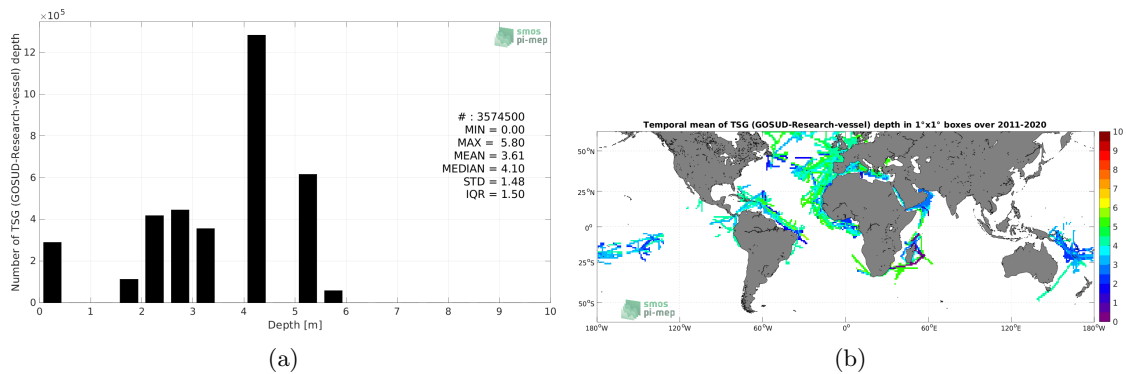 ×10⁵
12
10
8
6
4
2
0
Number of TSG (GOSUD-Research-vessel) depth
0 1 2 3 4 5 6 7 8 9 10
Depth [m]
smos
pi-mep
# : 3574500
MIN = 0.00
MAX = 5.80
MEAN = 3.61
MEDIAN = 4.10
STD = 1.48
IQR = 1.50
(a)
Temporal mean of TSG (GOSUD-Research-vessel) depth in 1°x1° boxes over 2011-2020
50°N
25°N
0°
25°S
50°S
180°W 120°W 60°W 0° 60°E 120°E 180°W
smos
pi-mep
10
9
8
7
6
5
4
3
2
1
0
(b)